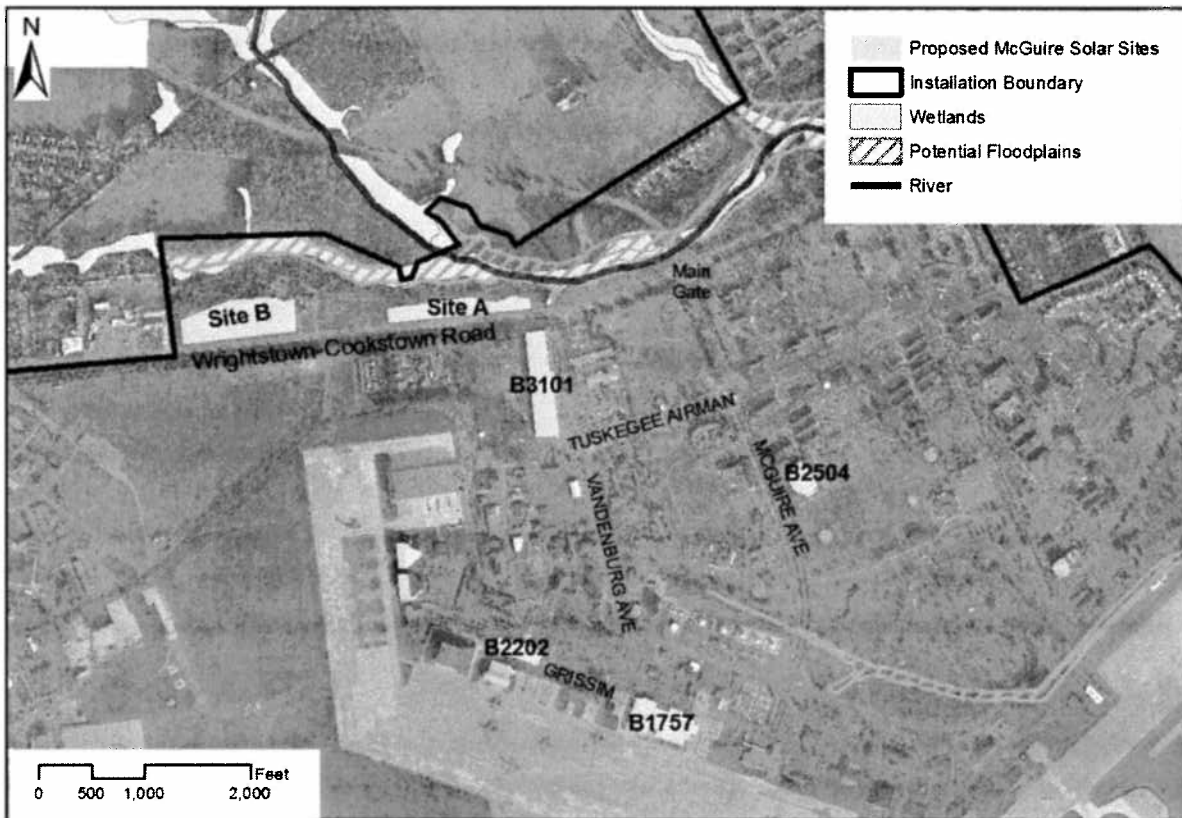 N
Proposed McGuire Solar Sites
Installation Boundary
Wetlands
Potential Floodplains
River
Main
Gate
Site B
Site A
Wrightstown-Cookstown Road
B3101
TUSKEGEE AIRMAN
MCGUIRE AVE
B2504
VANDENBURG AVE
B2202
GRISSIM
B1757
Feet
0 500 1,000 2,000